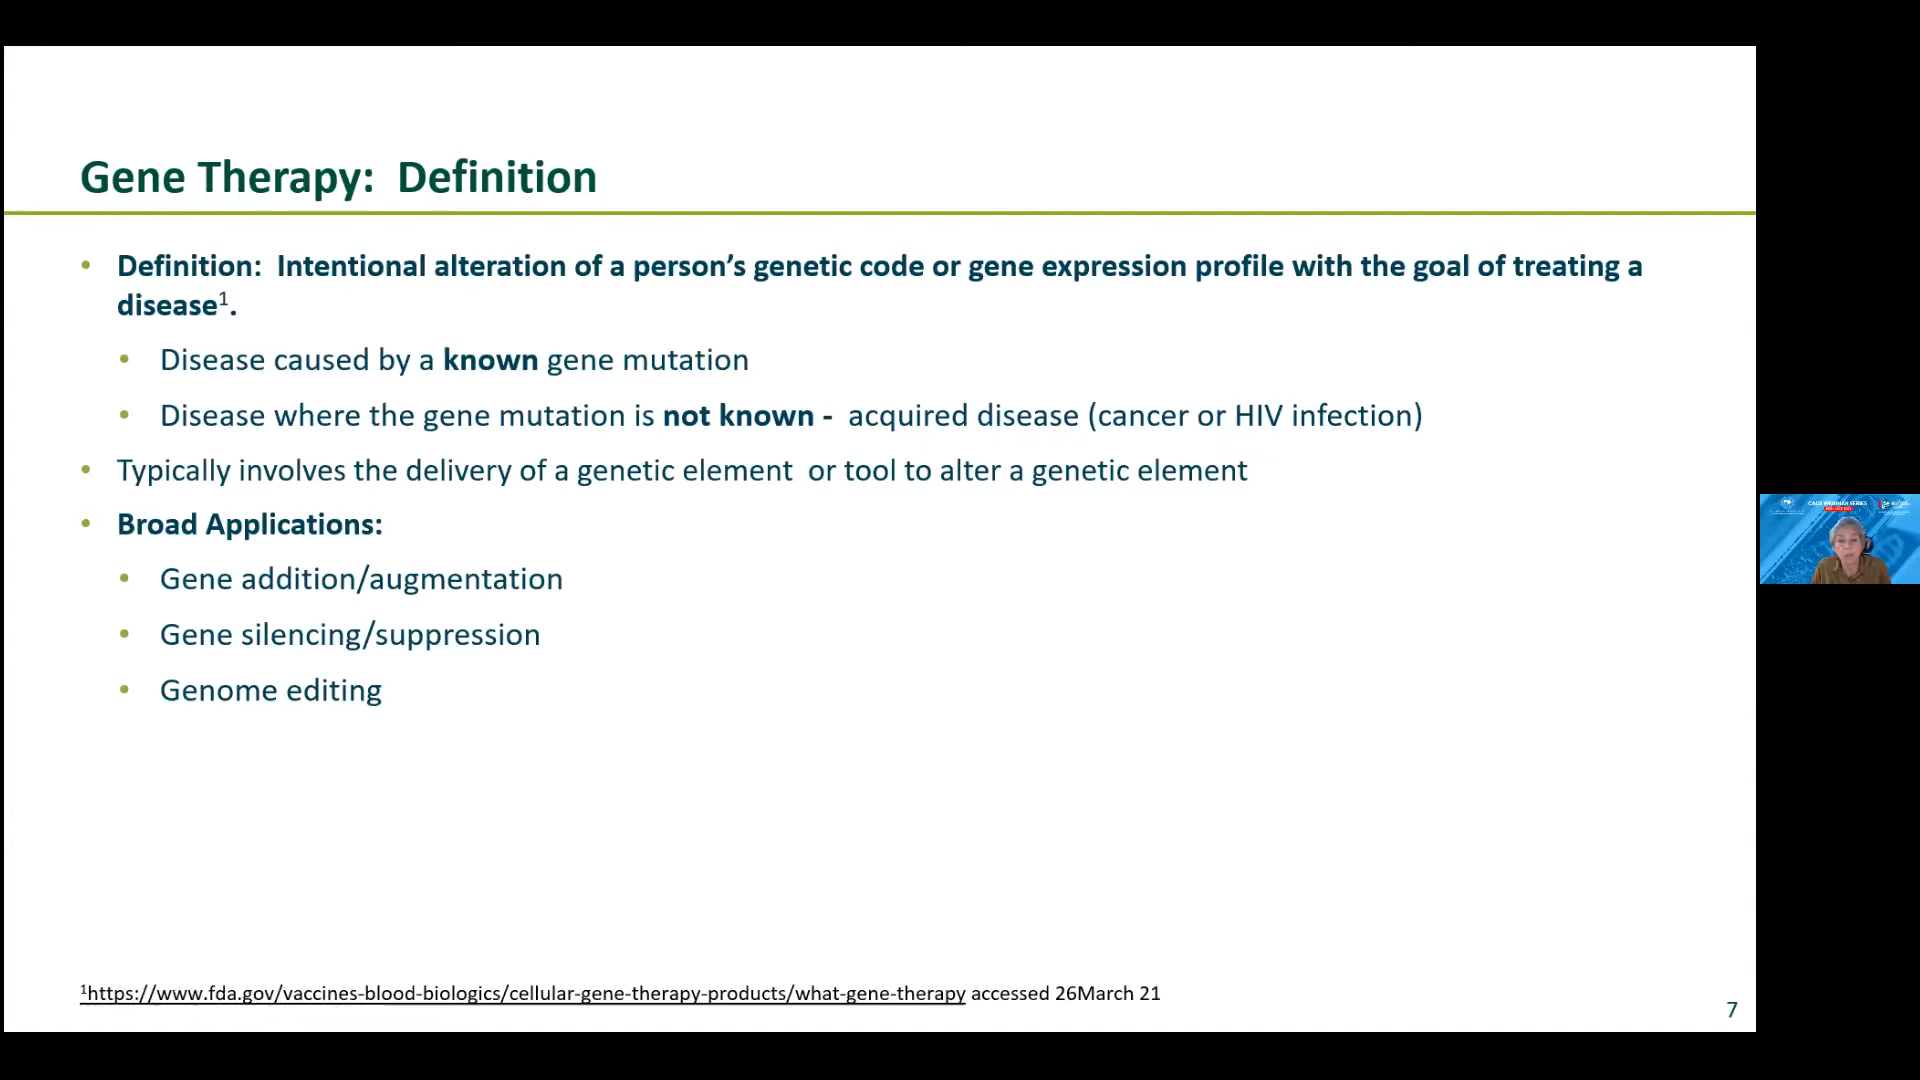 Gene Therapy:  Definition
• Definition:  Intentional alteration of a person’s genetic code or gene expression profile with the goal of treating a
disease¹.
• Disease caused by a known gene mutation
• Disease where the gene mutation is not known -  acquired disease (cancer or HIV infection)
• Typically involves the delivery of a genetic element  or tool to alter a genetic element
• Broad Applications:
• Gene addition/augmentation
• Gene silencing/suppression
• Genome editing
CAGS WEBINAR SERIES
¹https://www.fda.gov/vaccines-blood-biologics/cellular-gene-therapy-products/what-gene-therapy accessed 26March 21
7